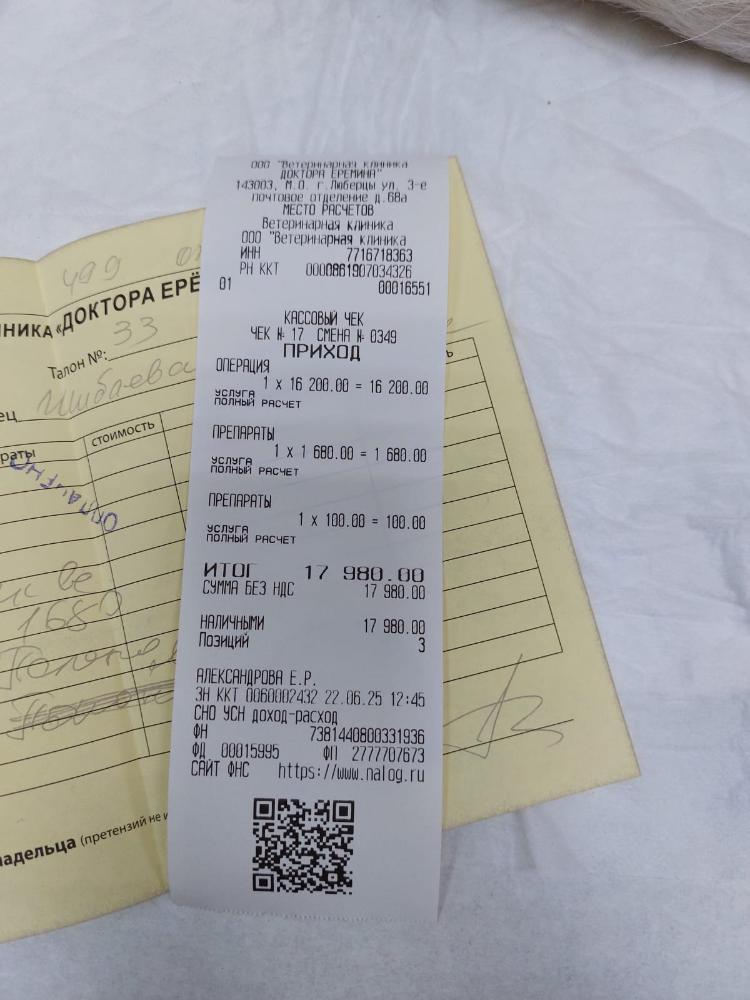 ООО "Ветеринарная клиника
ДОКТОРА ЕРЕМИНА"
143003, М.О. г.Люберцы ул. 3-е
почтовое отделение д.68а
МЕСТО РАСЧЕТОВ
Ветеринарная клиника
ООО "Ветеринарная клиника
ИНН 7716718363
РН ККТ 0000861907034326
01 00016551
КАССОВЫЙ ЧЕК
ЧЕК № 17 СМЕНА № 0349
ПРИХОД
ОПЕРАЦИЯ
1 x 16 200.00 = 16 200.00
УСЛУГА
ПОЛНЫЙ РАСЧЕТ
ПРЕПАРАТЫ
1 x 1 680.00 = 1 680.00
УСЛУГА
ПОЛНЫЙ РАСЧЕТ
ПРЕПАРАТЫ
1 x 100.00 = 100.00
УСЛУГА
ПОЛНЫЙ РАСЧЕТ
ИТОГ 17 980.00
СУММА БЕЗ НДС 17 980.00
НАЛИЧНЫМИ 17 980.00
Позиций 3
АЛЕКСАНДРОВА Е.Р.
ЗН ККТ 0060002432 22.06.25 12:45
СНО УСН доход-расход
ФН 7381440800331936
ФД 00015995 ФП 2777707673
САЙТ ФНС https://www.nalog.ru
499
НИКА «ДОКТОРА ЕРЁ
Талон №: 33
ец
раты
стоимость
ОПЛАЧЕНО
1680
адельца (претензий не и